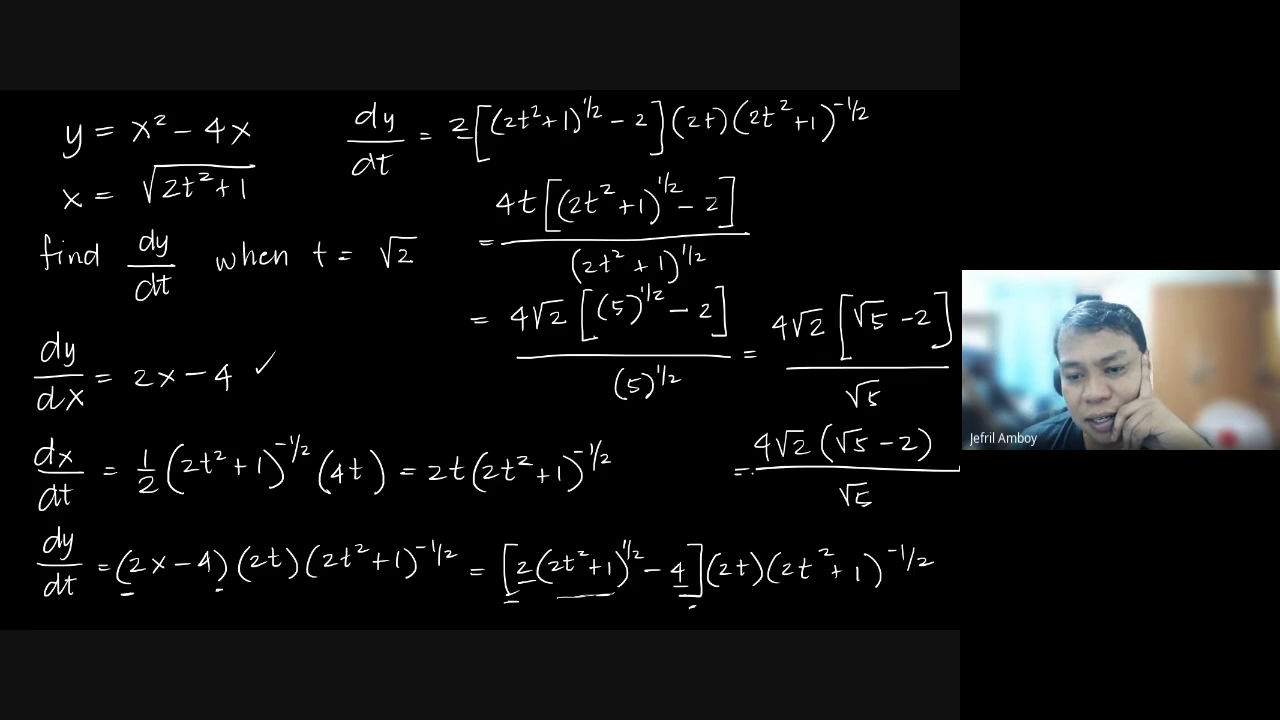 y = x² - 4x
x = √(2t² + 1)
find dy/dt when t = √2
dy/dx = 2x - 4 ✓
dx/dt = 1/2 (2t² + 1)^(-1/2) (4t) = 2t(2t² + 1)^(-1/2)
dy/dt = (2x - 4)(2t)(2t² + 1)^(-1/2) = [2(2t² + 1)^(1/2) - 4](2t)(2t² + 1)^(-1/2)
dy/dt = 2[(2t² + 1)^(1/2) - 2](2t)(2t² + 1)^(-1/2)
= 4t[(2t² + 1)^(1/2) - 2] / (2t² + 1)^(1/2)
= 4√2[(5)^(1/2) - 2] / (5)^(1/2) = 4√2[√5 - 2] / √5
= 4√2(√5 - 2) / √5
Jefril Amboy